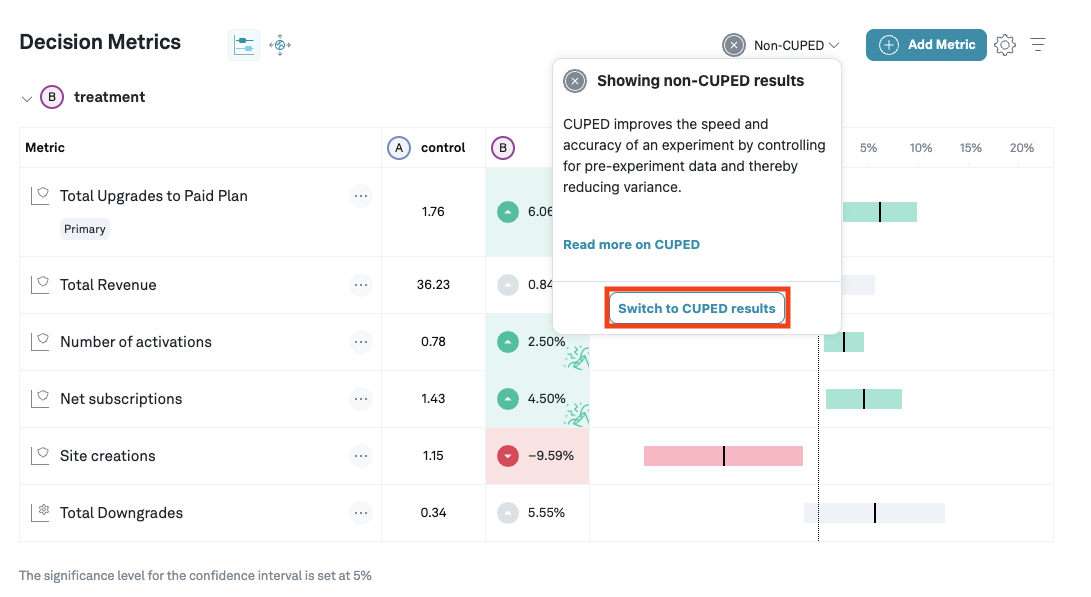 Decision Metrics
Non-CUPED
Add Metric
B treatment
Showing non-CUPED results
CUPED improves the speed and
accuracy of an experiment by controlling
for pre-experiment data and thereby
reducing variance.
Read more on CUPED
Switch to CUPED results
Metric A control B 5% 10% 15% 20%
Total Upgrades to Paid Plan 1.76 6.06
Primary
Total Revenue 36.23 0.84
Number of activations 0.78 2.50%
Net subscriptions 1.43 4.50%
Site creations 1.15 −9.59%
Total Downgrades 0.34 5.55%
The significance level for the confidence interval is set at 5%